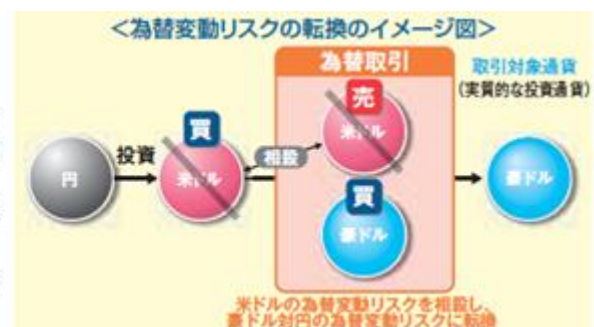 <為替変動リスクの転換のイメージ図>
為替取引
取引対象通貨
(実質的な投資通貨)
売
米ドル
買
相殺
円
投資
米ドル
買
豪ドル
豪ドル
米ドルの為替変動リスクを相殺し、
豪ドル対円の為替変動リスクに転換